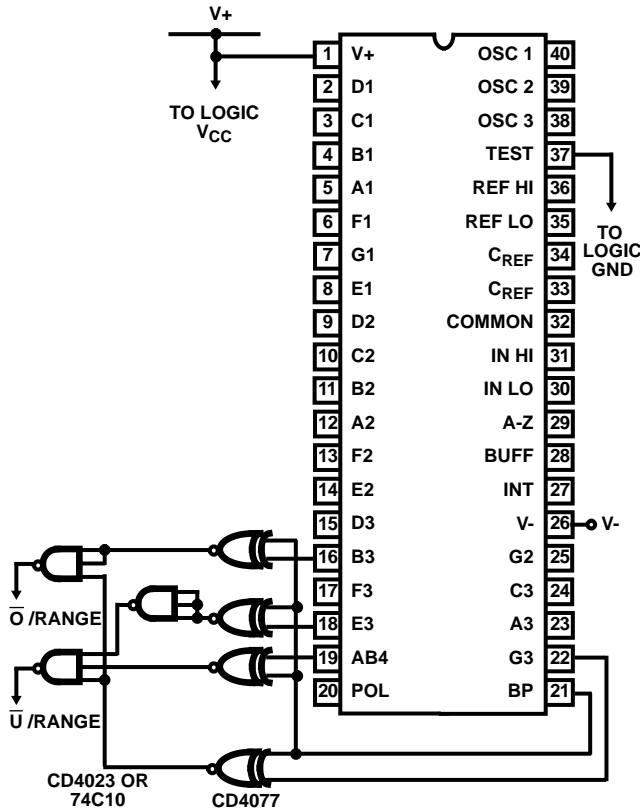 V+
1 V+ OSC 1 40
2 D1 OSC 2 39
TO LOGIC
VCC
3 C1 OSC 3 38
4 B1 TEST 37
5 A1 REF HI 36
6 F1 REF LO 35
TO
LOGIC
GND
7 G1 CREF 34
8 E1 CREF 33
9 D2 COMMON 32
10 C2 IN HI 31
11 B2 IN LO 30
12 A2 A-Z 29
13 F2 BUFF 28
14 E2 INT 27
15 D3 V- 26 V-
16 B3 G2 25
O̅ /RANGE
17 F3 C3 24
18 E3 A3 23
19 AB4 G3 22
20 POL BP 21
U̅ /RANGE
CD4023 OR
74C10
CD4077